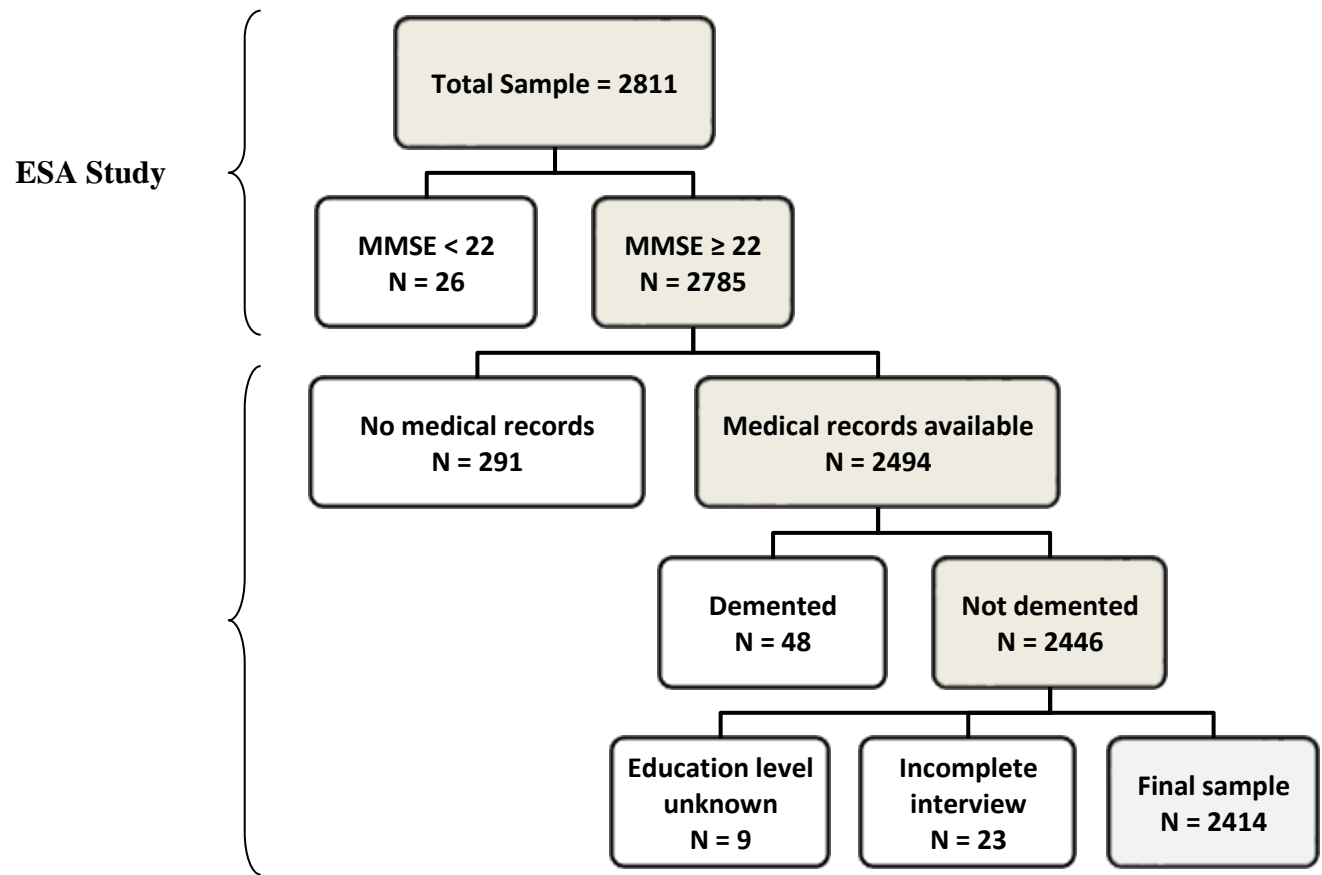 Total Sample = 2811
ESA Study
MMSE < 22
N = 26
MMSE ≥ 22
N = 2785
No medical records
N = 291
Medical records available
N = 2494
Demented
N = 48
Not demented
N = 2446
Education level
unknown
N = 9
Incomplete
interview
N = 23
Final sample
N = 2414